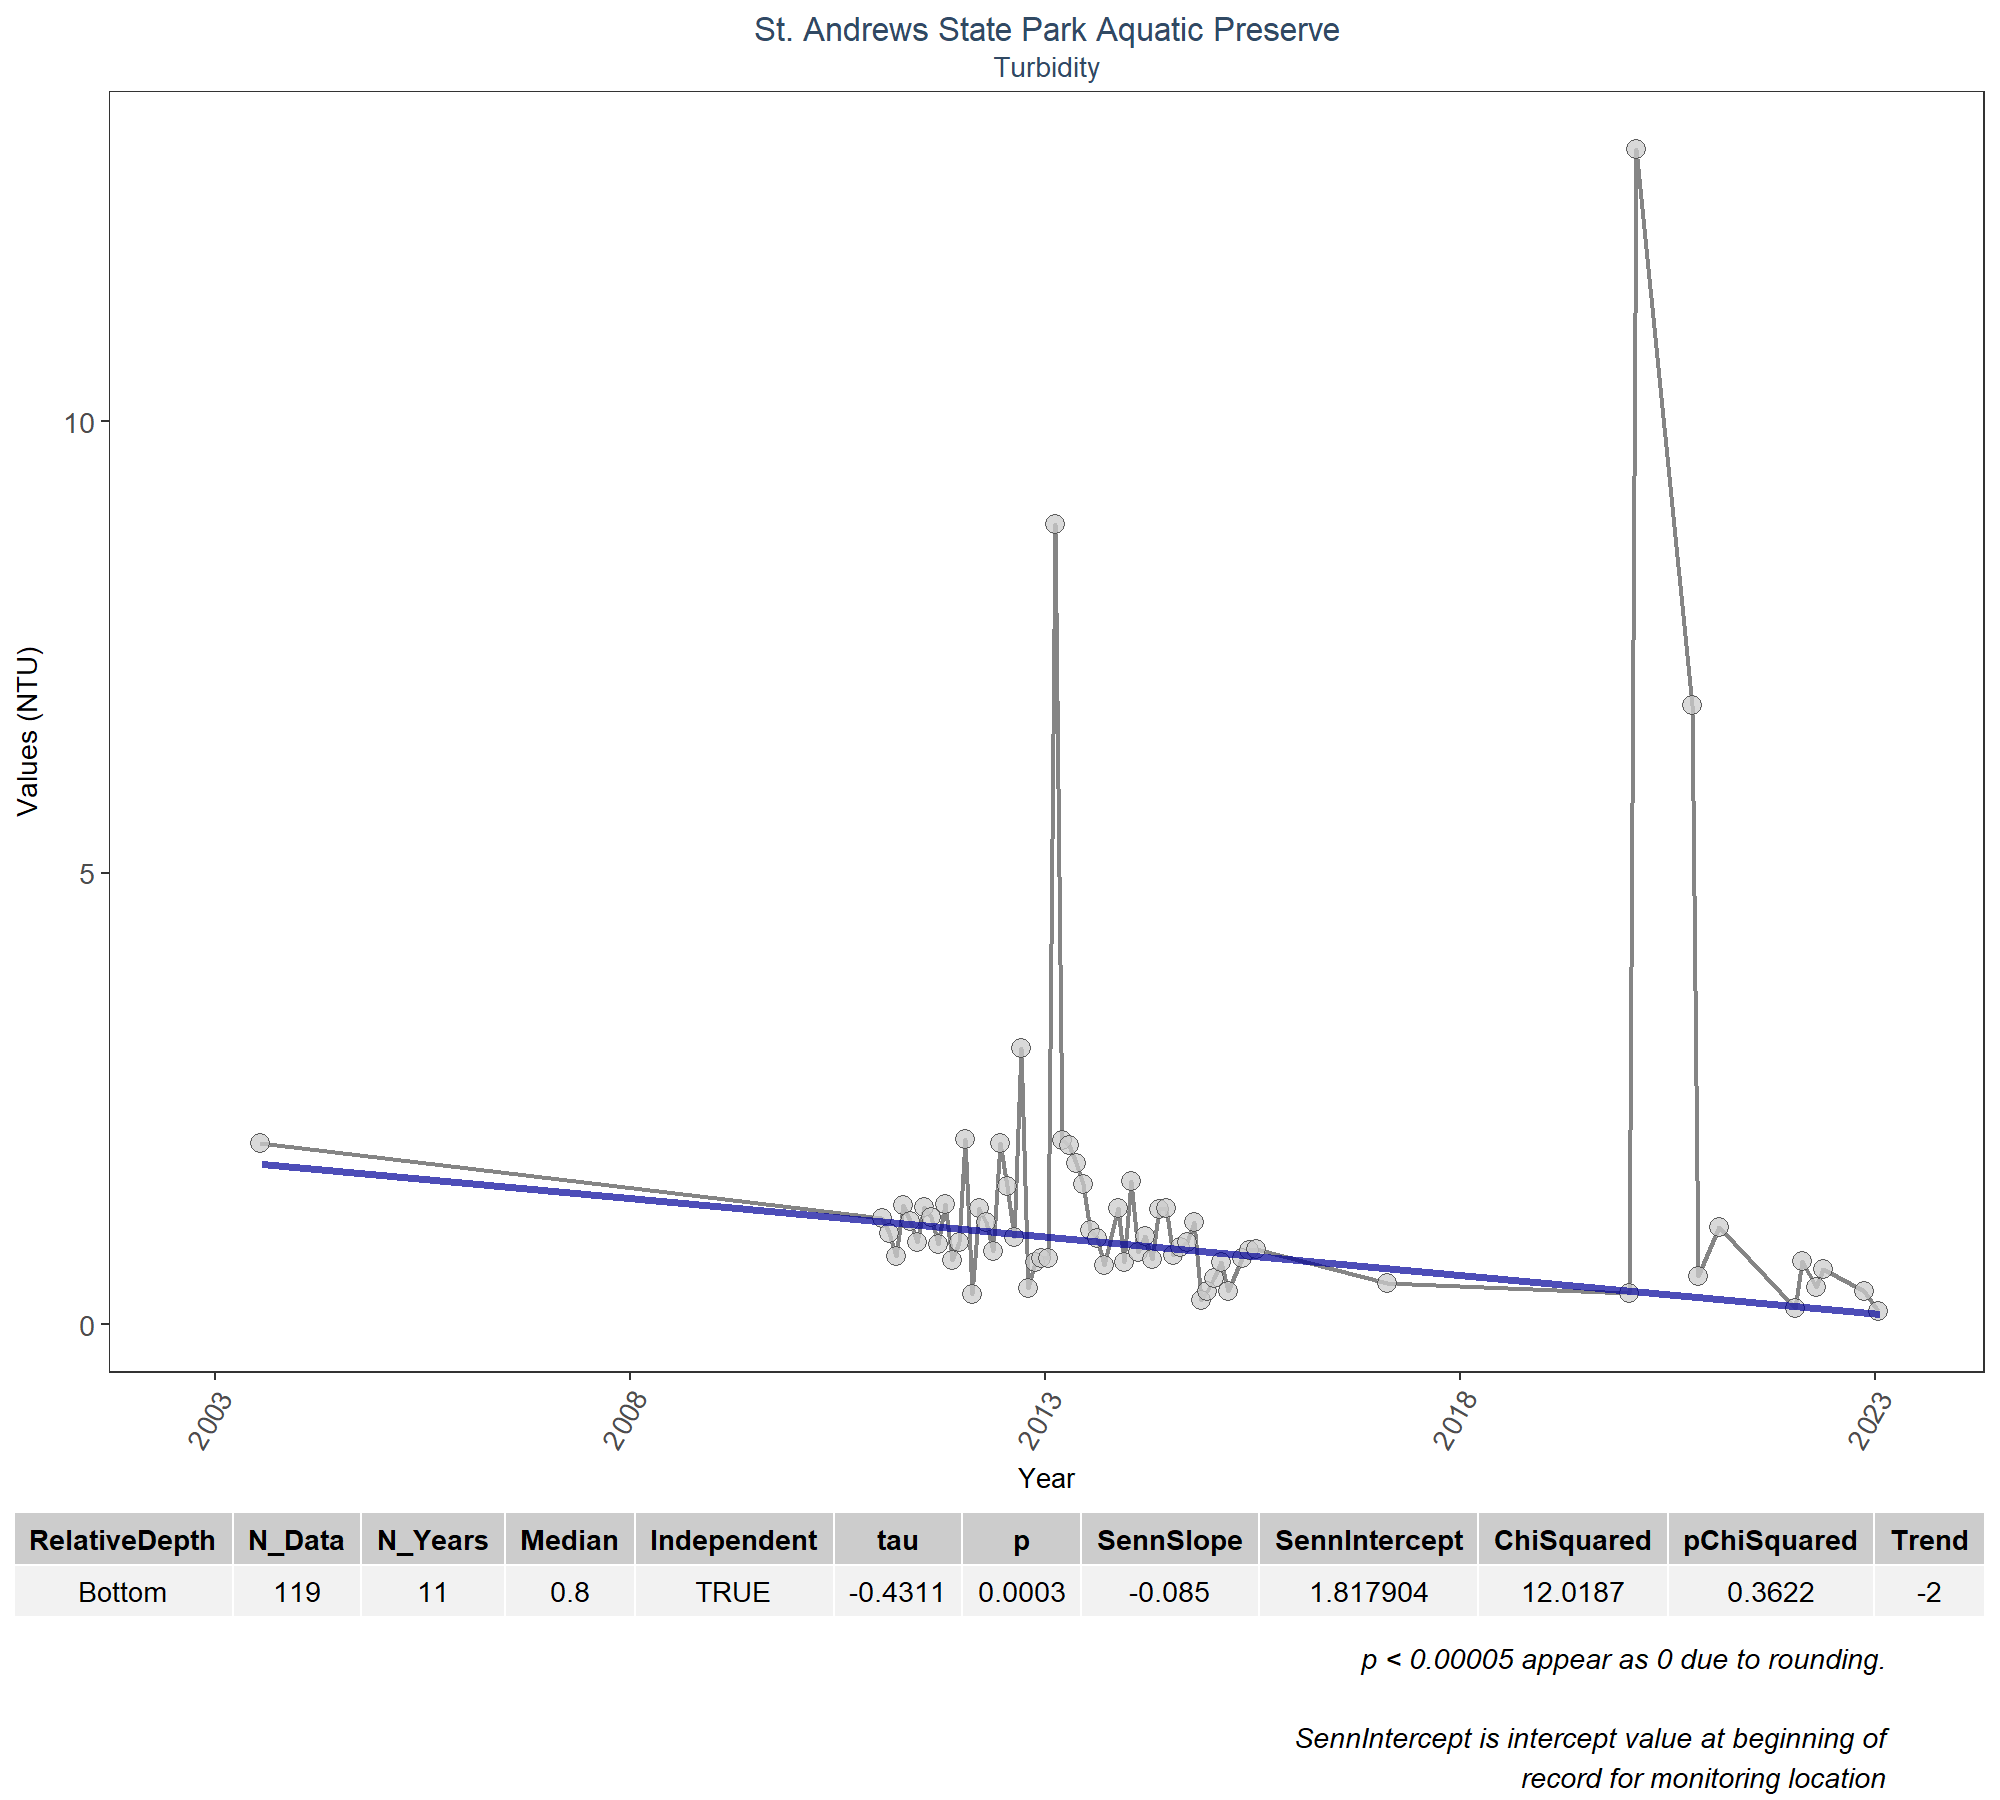 St. Andrews State Park Aquatic Preserve
Turbidity
Values (NTU)
10
5
0
2003
2008
2013
2018
2023
Year
RelativeDepth N_Data N_Years Median Independent tau p SennSlope SennIntercept ChiSquared pChiSquared Trend
Bottom 119 11 0.8 TRUE -0.4311 0.0003 -0.085 1.817904 12.0187 0.3622 -2
p < 0.00005 appear as 0 due to rounding.
SennIntercept is intercept value at beginning of
record for monitoring location